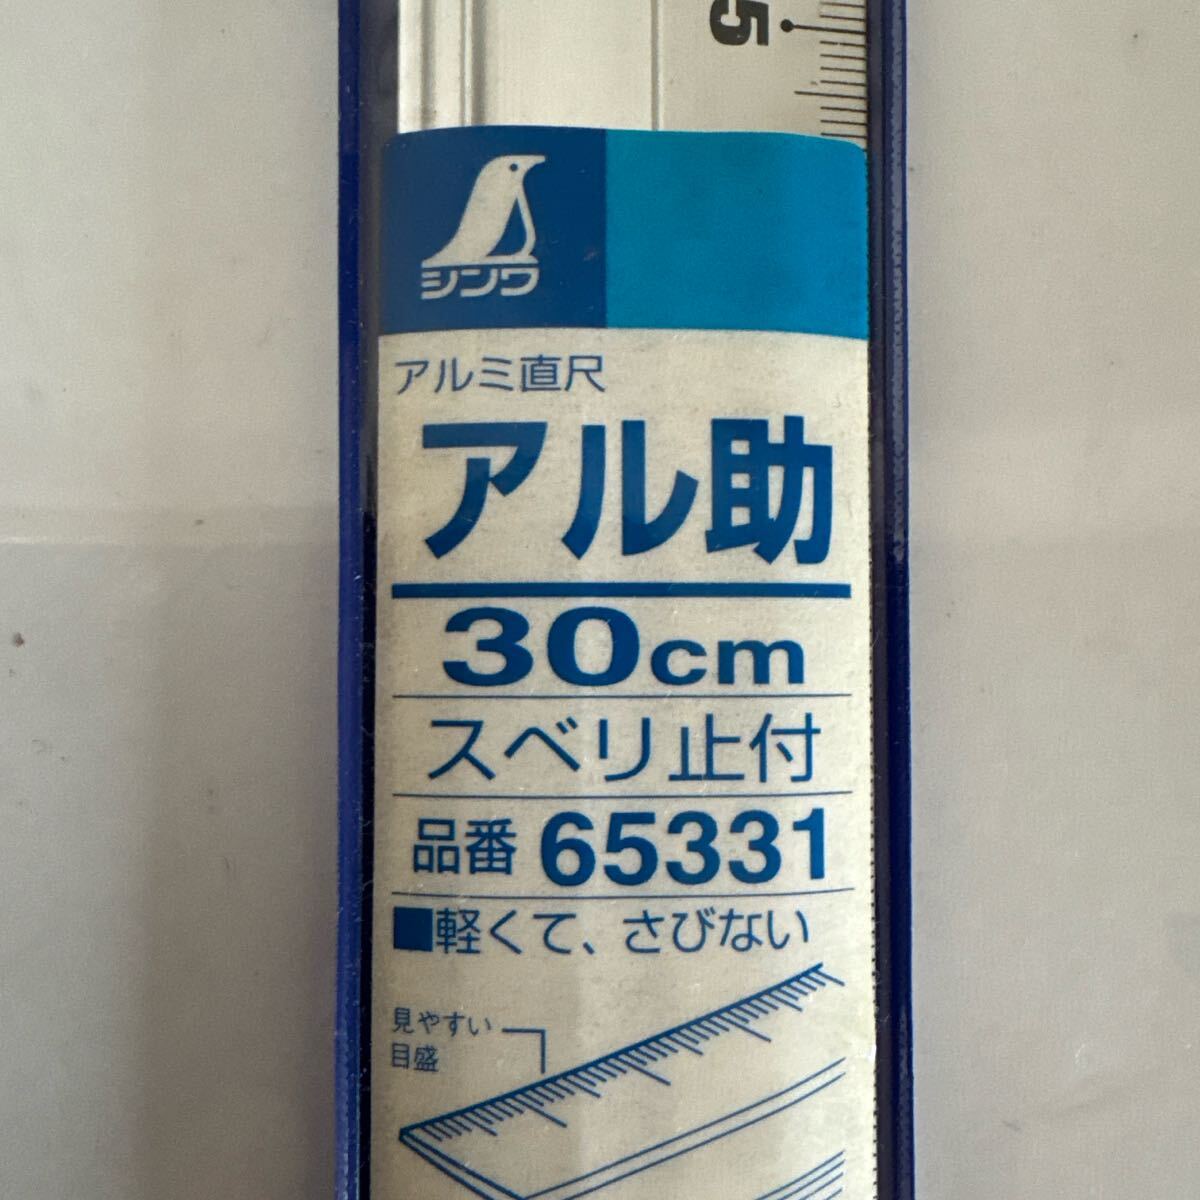 5
シンワ
アルミ直尺
アル助
30cm
スベリ止付
品番 65331
■軽くて、さびない
見やすい
目盛